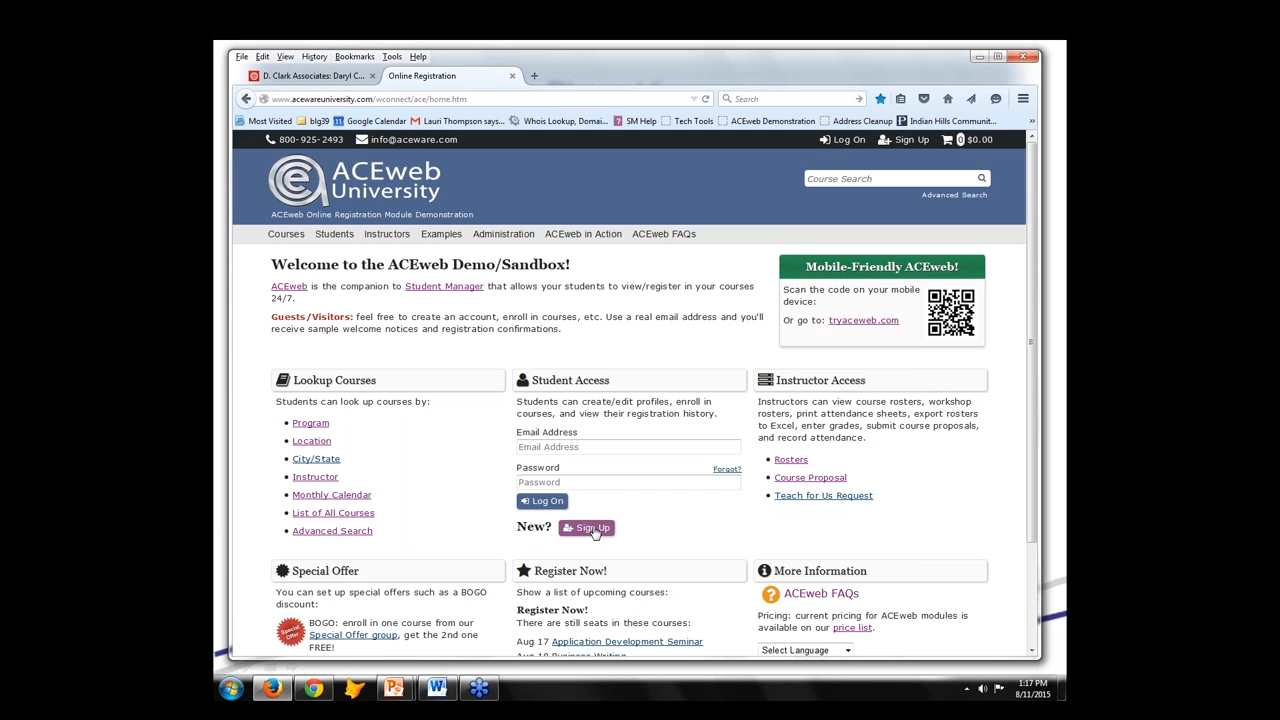 File Edit View History Bookmarks Tools Help
D. Clark Associates: Daryl C...
Online Registration
www.acewareuniversity.com/wconnect/ace/home.htm
Search
Most Visited blg39 Google Calendar Lauri Thompson says... Whois Lookup, Domai... SM Help Tech Tools ACEweb Demonstration Address Cleanup Indian Hills Communit...
800-925-2493 info@aceware.com Log On Sign Up 0 $0.00
ACEweb
University
ACEweb Online Registration Module Demonstration
Course Search
Advanced Search
Courses Students Instructors Examples Administration ACEweb in Action ACEweb FAQs
Welcome to the ACEweb Demo/Sandbox!
ACEweb is the companion to Student Manager that allows your students to view/register in your courses
24/7.
Guests/Visitors: feel free to create an account, enroll in courses, etc. Use a real email address and you'll
receive sample welcome notices and registration confirmations.
Mobile-Friendly ACEweb!
Scan the code on your mobile
device:
Or go to: tryaceweb.com
Lookup Courses
Students can look up courses by:
Program
Location
City/State
Instructor
Monthly Calendar
List of All Courses
Advanced Search
Student Access
Students can create/edit profiles, enroll in
courses, and view their registration history.
Email Address
Email Address
Password Forgot?
Password
Log On
New? Sign Up
Instructor Access
Instructors can view course rosters, workshop
rosters, print attendance sheets, export rosters
to Excel, enter grades, submit course proposals,
and record attendance.
Rosters
Course Proposal
Teach for Us Request
Special Offer
You can set up special offers such as a BOGO
discount:
Special Offer
BOGO: enroll in one course from our
Special Offer group, get the 2nd one
FREE!
Register Now!
Show a list of upcoming courses:
Register Now!
There are still seats in these courses:
Aug 17 Application Development Seminar
Aug 18 Business Writing
More Information
ACEweb FAQs
Pricing: current pricing for ACEweb modules is
available on our price list.
Select Language
1:17 PM
8/11/2015